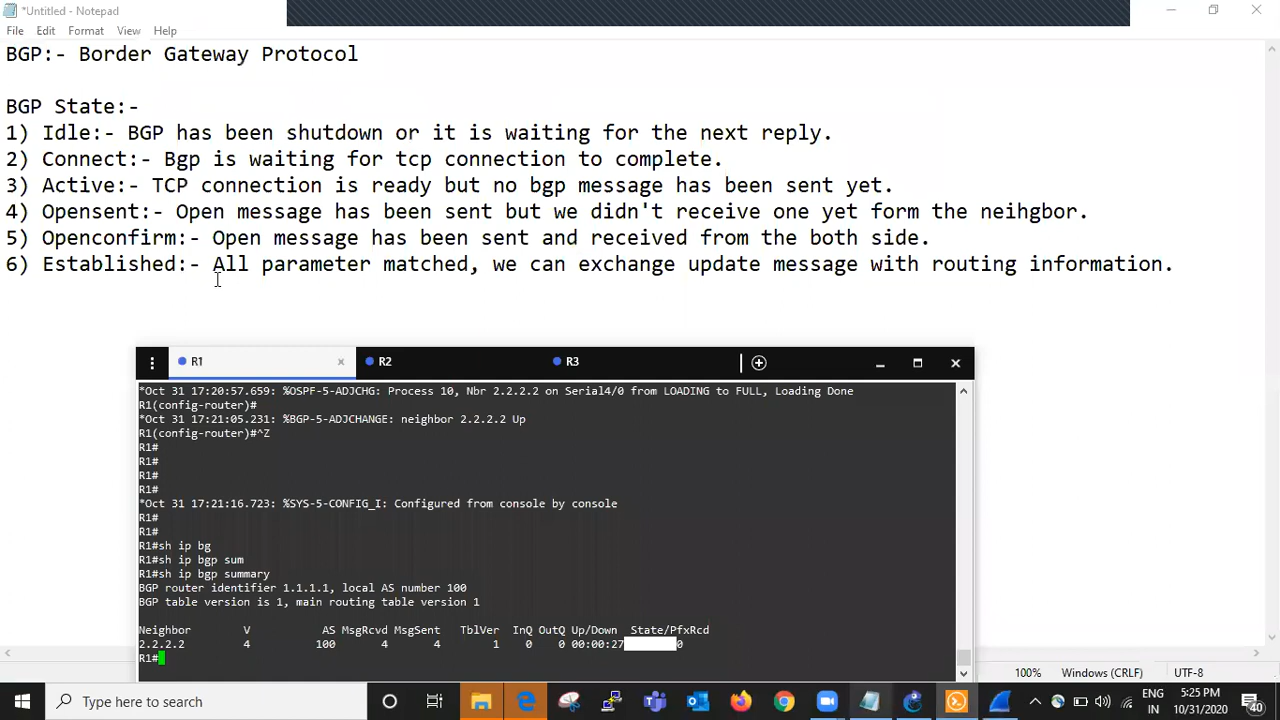 *Untitled - Notepad
File Edit Format View Help
BGP:- Border Gateway Protocol
BGP State:-
1) Idle:- BGP has been shutdown or it is waiting for the next reply.
2) Connect:- Bgp is waiting for tcp connection to complete.
3) Active:- TCP connection is ready but no bgp message has been sent yet.
4) Opensent:- Open message has been sent but we didn't receive one yet form the neihgbor.
5) Openconfirm:- Open message has been sent and received from the both side.
6) Established:- All parameter matched, we can exchange update message with routing information.
R1 R2 R3
*Oct 31 17:20:57.659: %OSPF-5-ADJCHG: Process 10, Nbr 2.2.2.2 on Serial4/0 from LOADING to FULL, Loading Done
R1(config-router)#
*Oct 31 17:21:05.231: %BGP-5-ADJCHANGE: neighbor 2.2.2.2 Up
R1(config-router)#^Z
R1#
R1#
R1#
R1#
*Oct 31 17:21:16.723: %SYS-5-CONFIG_I: Configured from console by console
R1#
R1#
R1#sh ip bg
R1#sh ip bgp sum
R1#sh ip bgp summary
BGP router identifier 1.1.1.1, local AS number 100
BGP table version is 1, main routing table version 1
Neighbor V AS MsgRcvd MsgSent TblVer InQ OutQ Up/Down State/PfxRcd
2.2.2.2 4 100 4 4 1 0 0 00:00:27 0
R1#
100% Windows (CRLF) UTF-8
Type here to search
ENG
IN
5:25 PM
10/31/2020
40